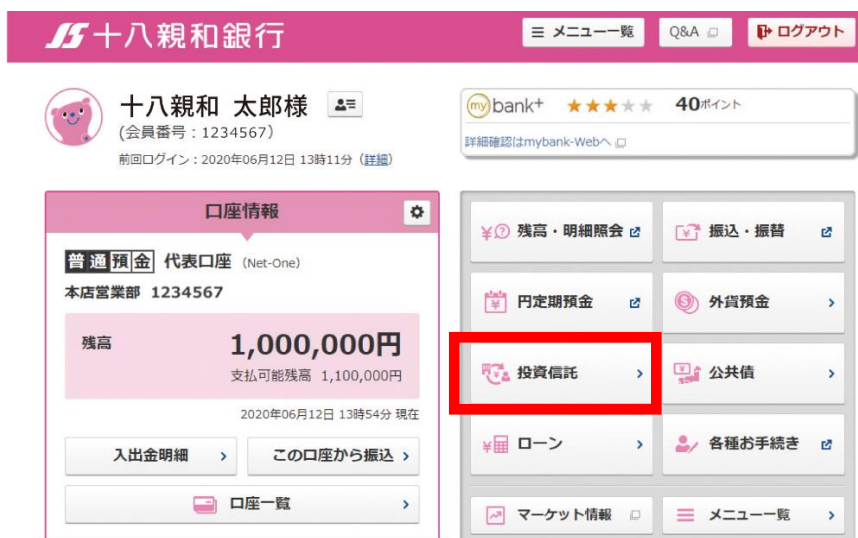 十八親和銀行
メニュー一覧
Q&A
ログアウト
十八親和 太郎様
(会員番号:1234567)
前回ログイン:2020年06月12日 13時11分(詳細)
my bank+ ★★★★★ 40ポイント
詳細確認はmybank-Webへ
口座情報
普通預金 代表口座 (Net-One)
本店営業部 1234567
残高 1,000,000円
支払可能残高 1,100,000円
2020年06月12日 13時54分 現在
入出金明細
この口座から振込
口座一覧
残高・明細照会
振込・振替
円定期預金
外貨預金
投資信託
公共債
ローン
各種お手続き
マーケット情報
メニュー一覧